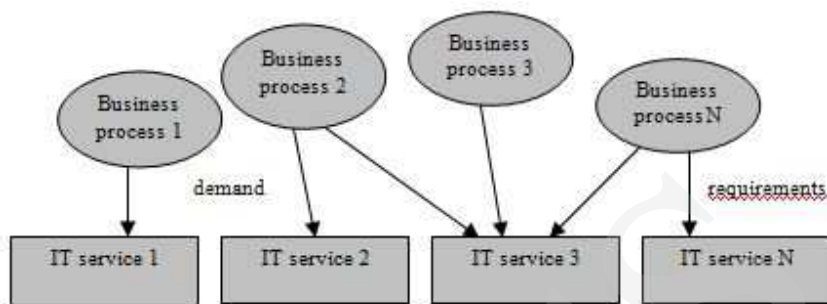 Business
process 1
Business
process 2
Business
process 3
Business
process N
demand
requirements
IT service 1
IT service 2
IT service 3
IT service N